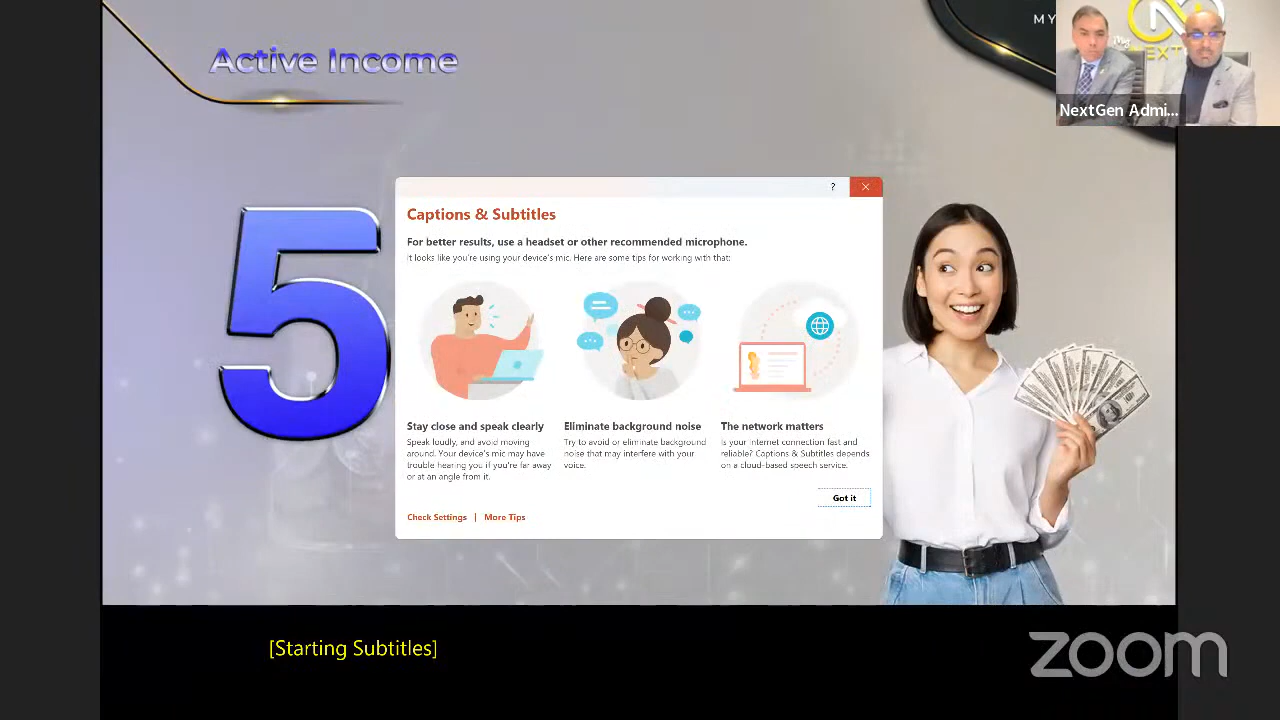 Active Income
MY
My
NEXT
NextGen Admi...
5
?
Captions & Subtitles
For better results, use a headset or other recommended microphone.
It looks like you're using your device's mic. Here are some tips for working with that:
Stay close and speak clearly
Speak loudly, and avoid moving
around. Your device's mic may have
trouble hearing you if you're far away
or at an angle from it.
Eliminate background noise
Try to avoid or eliminate background
noise that may interfere with your
voice.
The network matters
Is your internet connection fast and
reliable? Captions & Subtitles depends
on a cloud-based speech service.
Got it
Check Settings | More Tips
[Starting Subtitles]
zoom